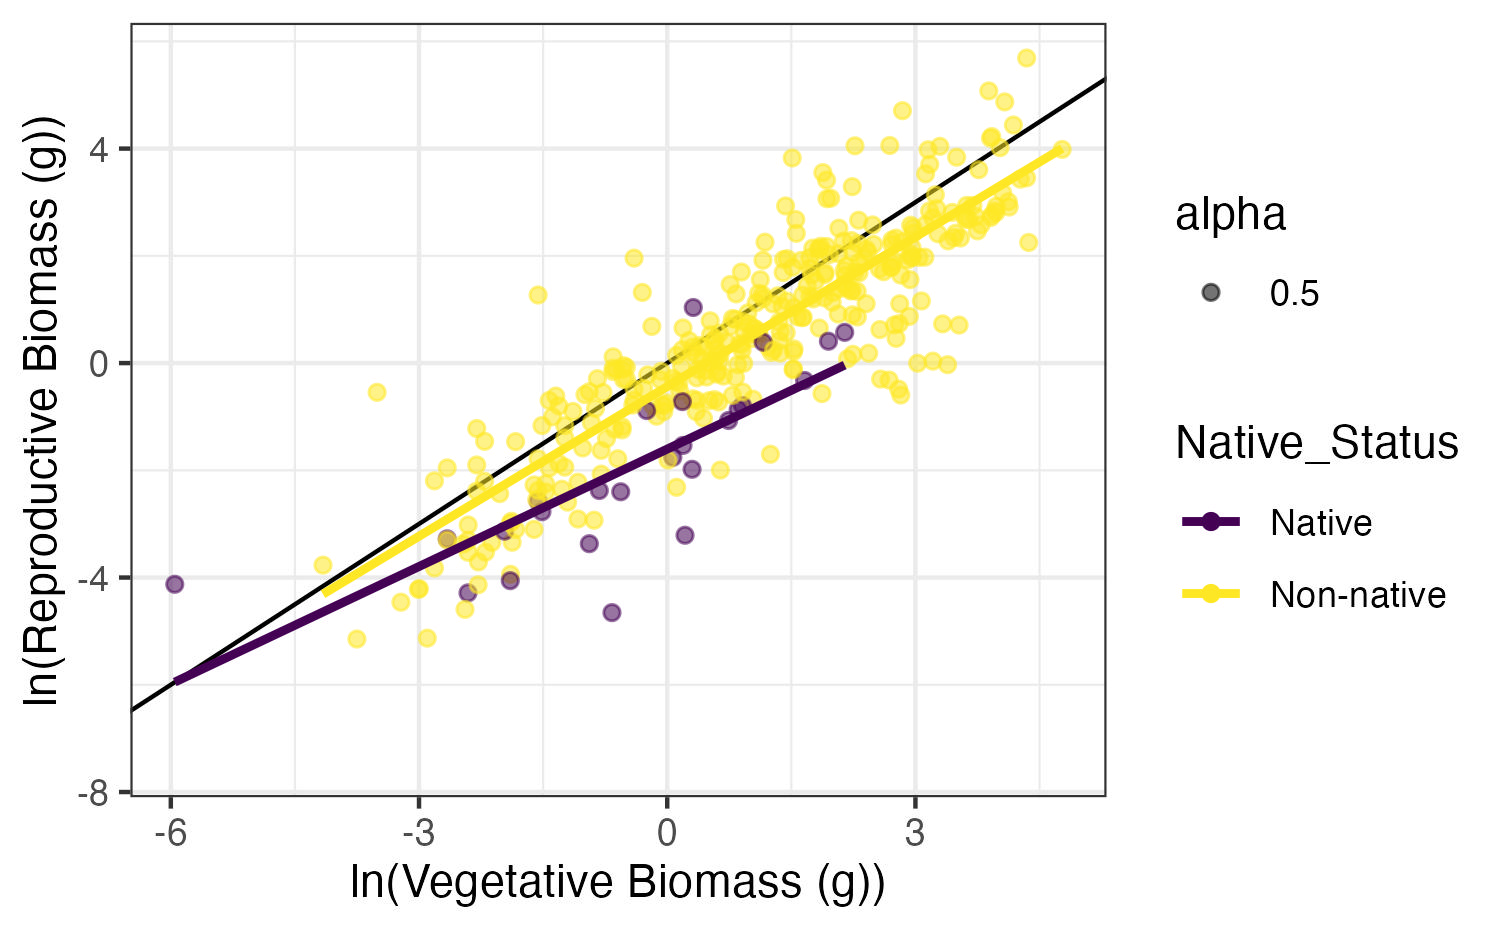 ln(Reproductive Biomass (g))
4
0
-4
-8
-6
-3
0
3
ln(Vegetative Biomass (g))
alpha
0.5
Native_Status
Native
Non-native